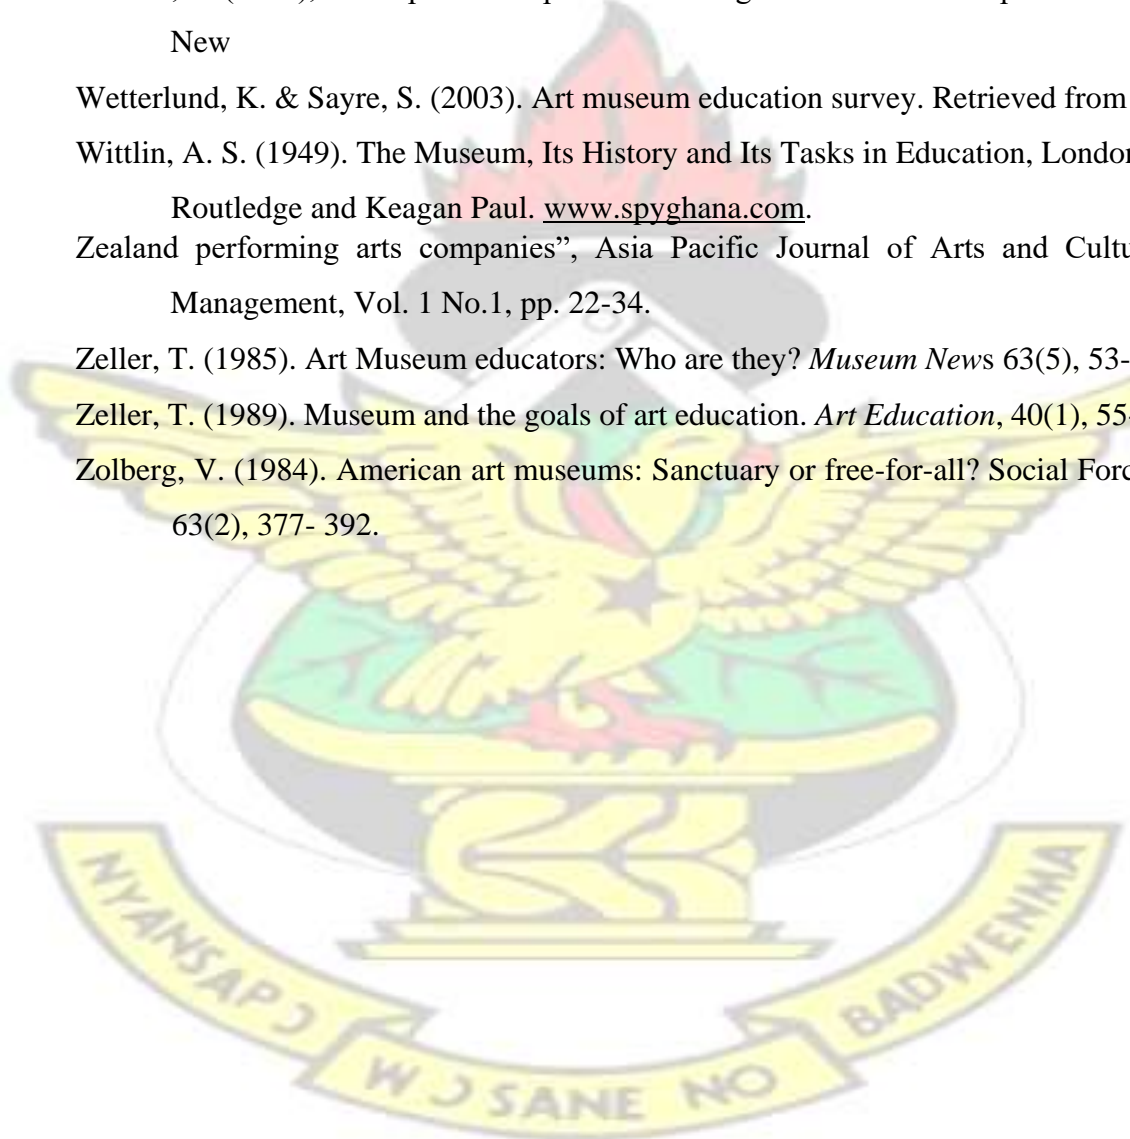 New
Wetterlund, K. & Sayre, S. (2003). Art museum education survey. Retrieved from
Wittlin, A. S. (1949). The Museum, Its History and Its Tasks in Education, London
Routledge and Keagan Paul. www.spyghana.com.
Zealand performing arts companies”, Asia Pacific Journal of Arts and Cultu
Management, Vol. 1 No.1, pp. 22-34.
Zeller, T. (1985). Art Museum educators: Who are they? Museum News 63(5), 53-
Zeller, T. (1989). Museum and the goals of art education. Art Education, 40(1), 55-
Zolberg, V. (1984). American art museums: Sanctuary or free-for-all? Social Forc
63(2), 377- 392.
NYANSAPƆ
WƆSANE NO
BADWENMA